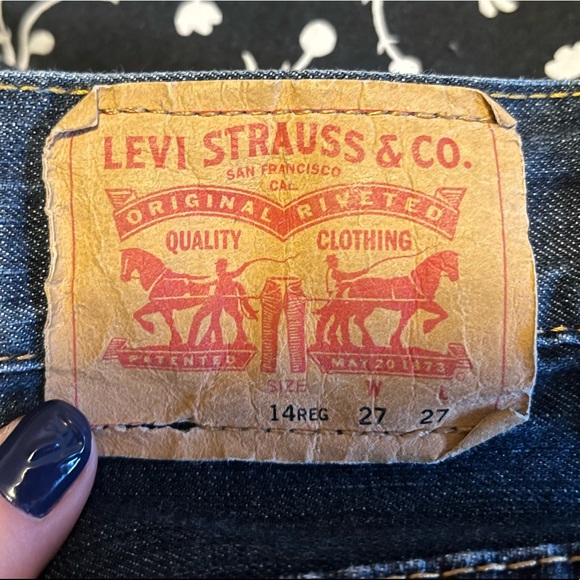 LEVI STRAUSS & CO.
SAN FRANCISCO
CAL.
ORIGINAL RIVETED
QUALITY CLOTHING
PATENTED MAY 20 1873
SIZE W L
14REG 27 27